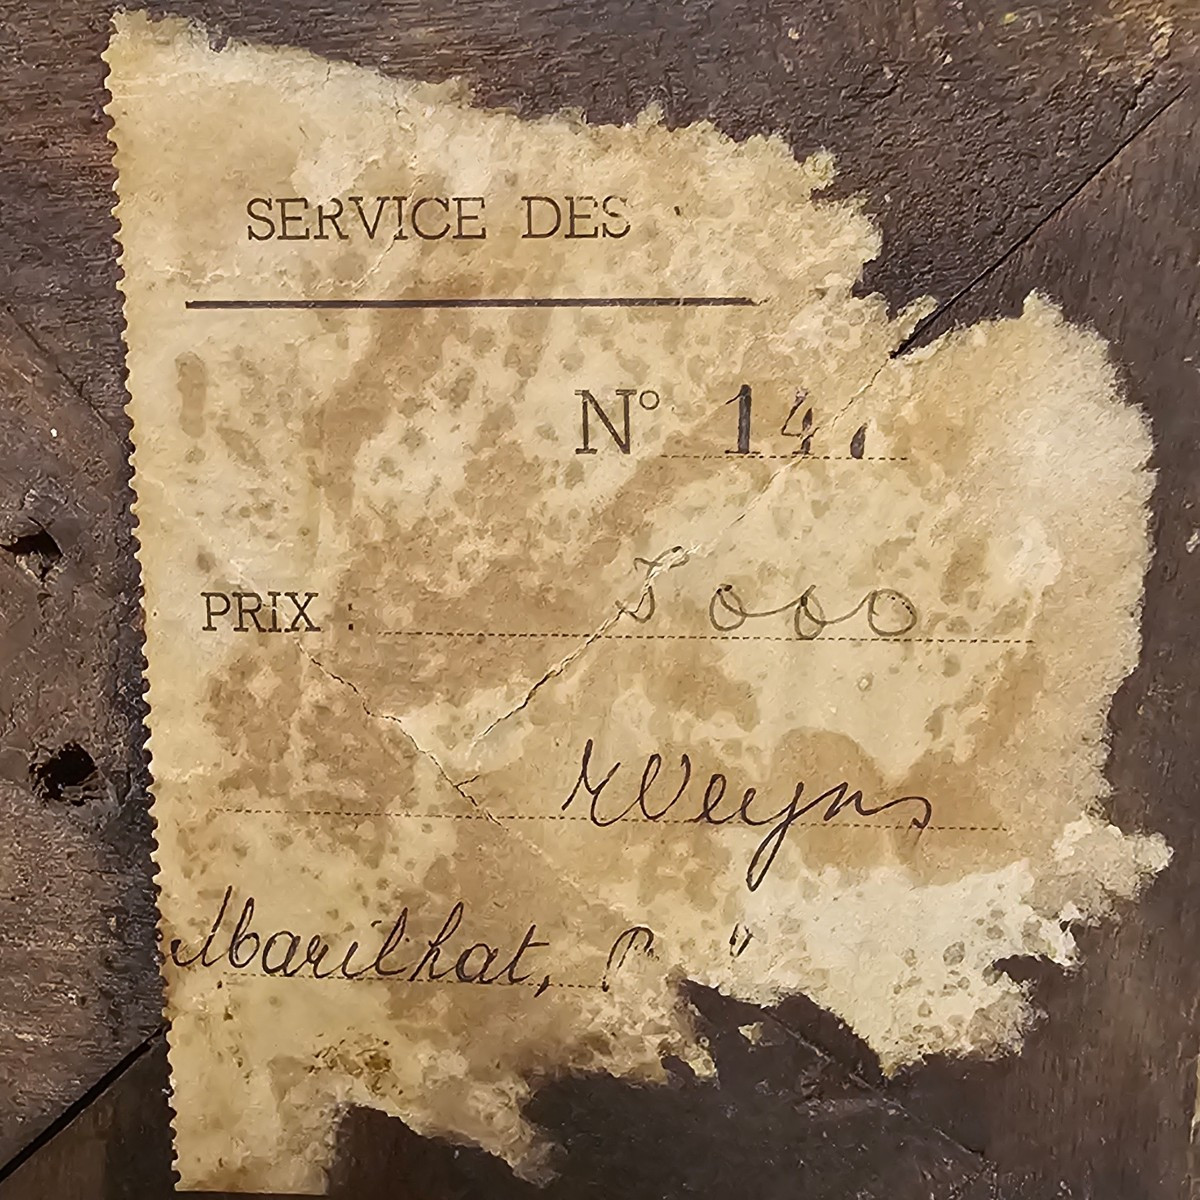 SERVICE DES
N° 14
PRIX : 5000
Weyns
Marilhat, P